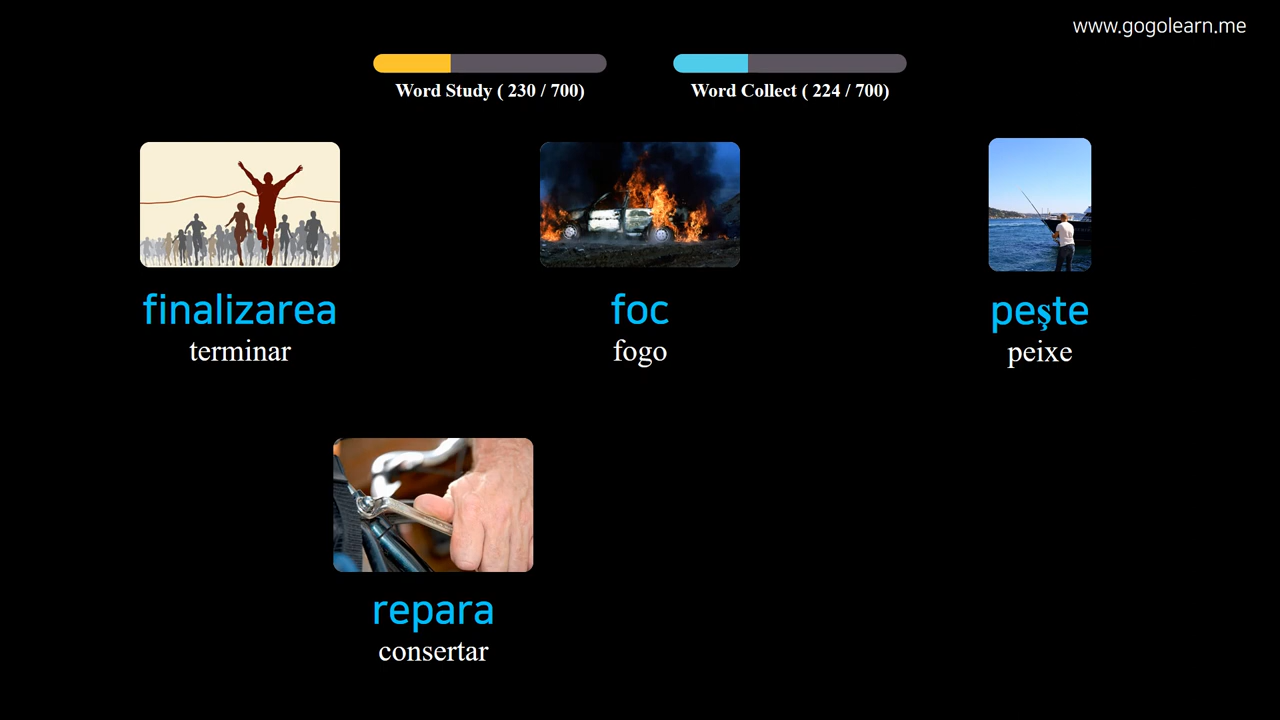 www.gogolearn.me
Word Study ( 230 / 700)
Word Collect ( 224 / 700)
finalizarea
terminar
foc
fogo
peşte
peixe
repara
consertar